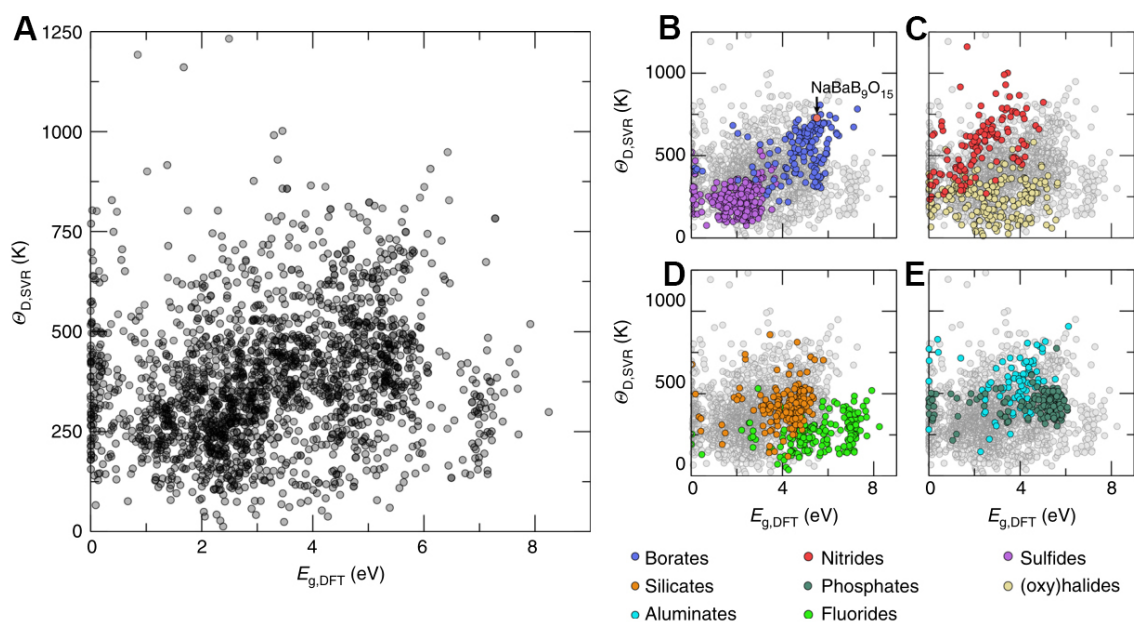 A
1250
1000
750
500
250
0
Θ_D,SVR (K)
0 2 4 6 8
E_g,DFT (eV)
B
1000
500
0
Θ_D,SVR (K)
NaBaB₉O₁₅
C
D
1000
500
0
Θ_D,SVR (K)
4 8
E_g,DFT (eV)
E
0 4 8
E_g,DFT (eV)
Borates Nitrides Sulfides
Silicates Phosphates (oxy)halides
Aluminates Fluorides